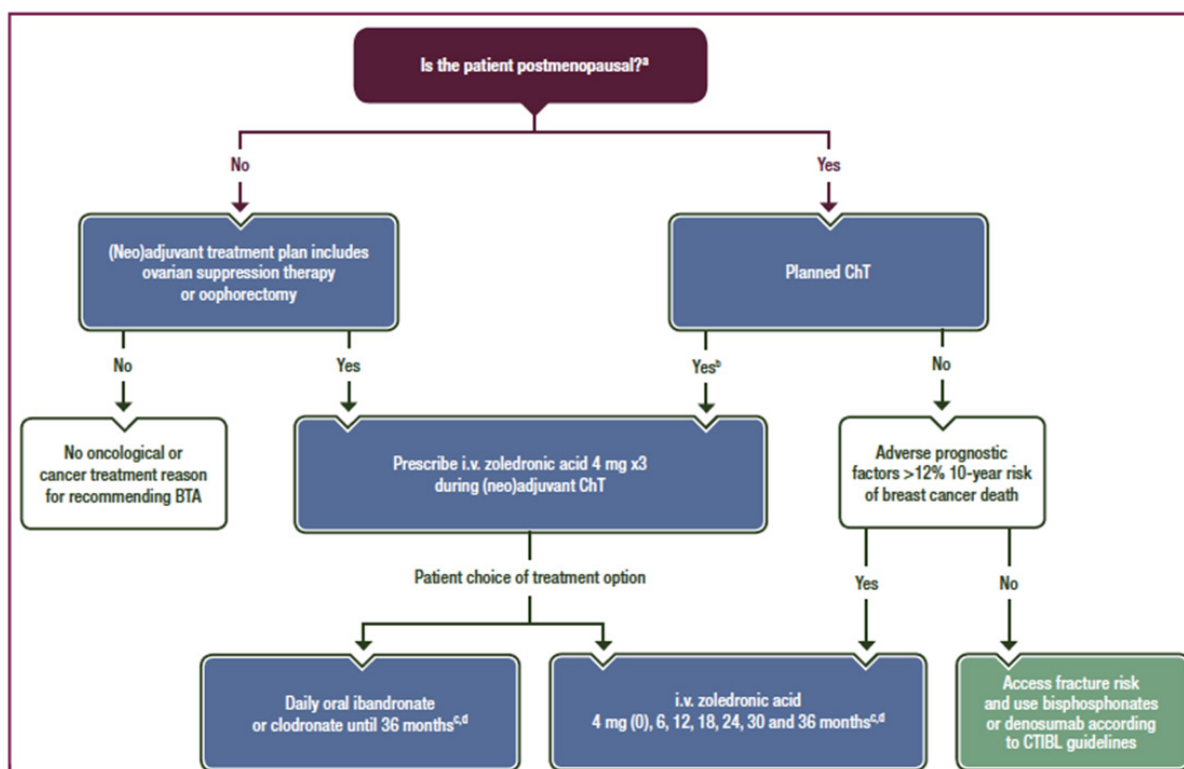 Is the patient postmenopausal?ᵃ
No
Yes
(Neo)adjuvant treatment plan includes
ovarian suppression therapy
or oophorectomy
Planned ChT
No
Yes
Yesᵇ
No
No oncological or
cancer treatment reason
for recommending BTA
Prescribe i.v. zoledronic acid 4 mg x3
during (neo)adjuvant ChT
Adverse prognostic
factors >12% 10-year risk
of breast cancer death
Patient choice of treatment option
Yes
No
Daily oral ibandronate
or clodronate until 36 monthsᶜ,ᵈ
i.v. zoledronic acid
4 mg (0), 6, 12, 18, 24, 30 and 36 monthsᶜ,ᵈ
Access fracture risk
and use bisphosphonates
or denosumab according
to CTIBL guidelines